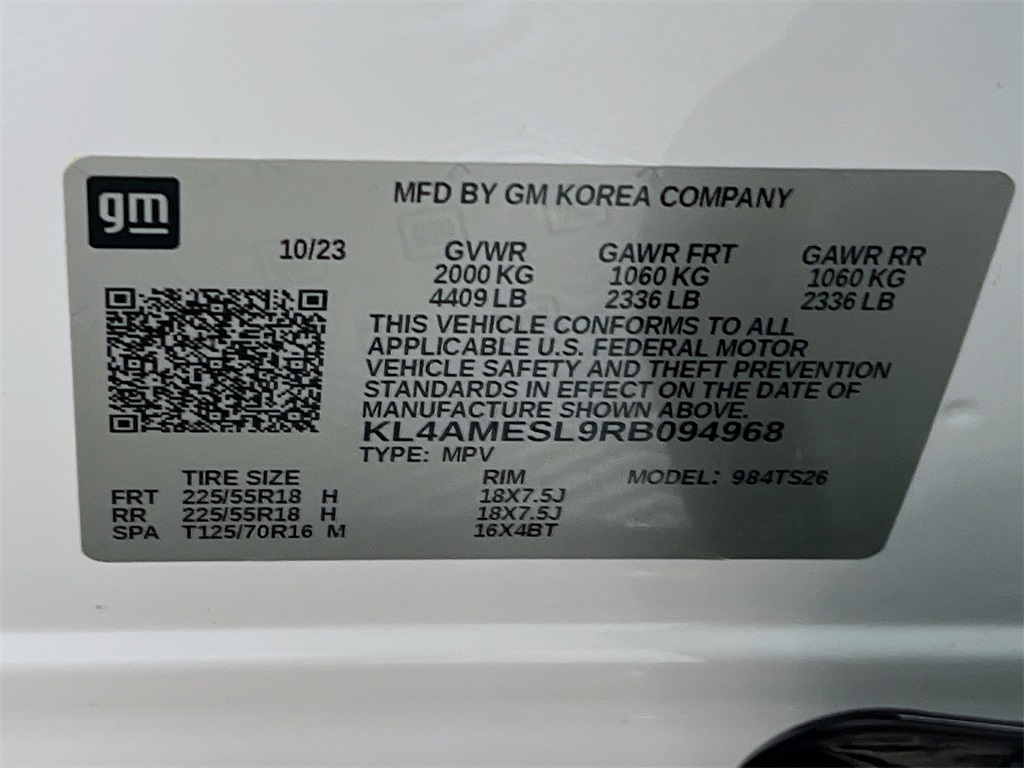 gm
MFD BY GM KOREA COMPANY
10/23 GVWR GAWR FRT GAWR RR
2000 KG 1060 KG 1060 KG
4409 LB 2336 LB 2336 LB
THIS VEHICLE CONFORMS TO ALL
APPLICABLE U.S. FEDERAL MOTOR
VEHICLE SAFETY AND THEFT PREVENTION
STANDARDS IN EFFECT ON THE DATE OF
MANUFACTURE SHOWN ABOVE.
KL4AMESL9RB094968
TYPE: MPV
TIRE SIZE RIM MODEL: 984TS26
FRT 225/55R18 H 18X7.5J
RR 225/55R18 H 18X7.5J
SPA T125/70R16 M 16X4BT